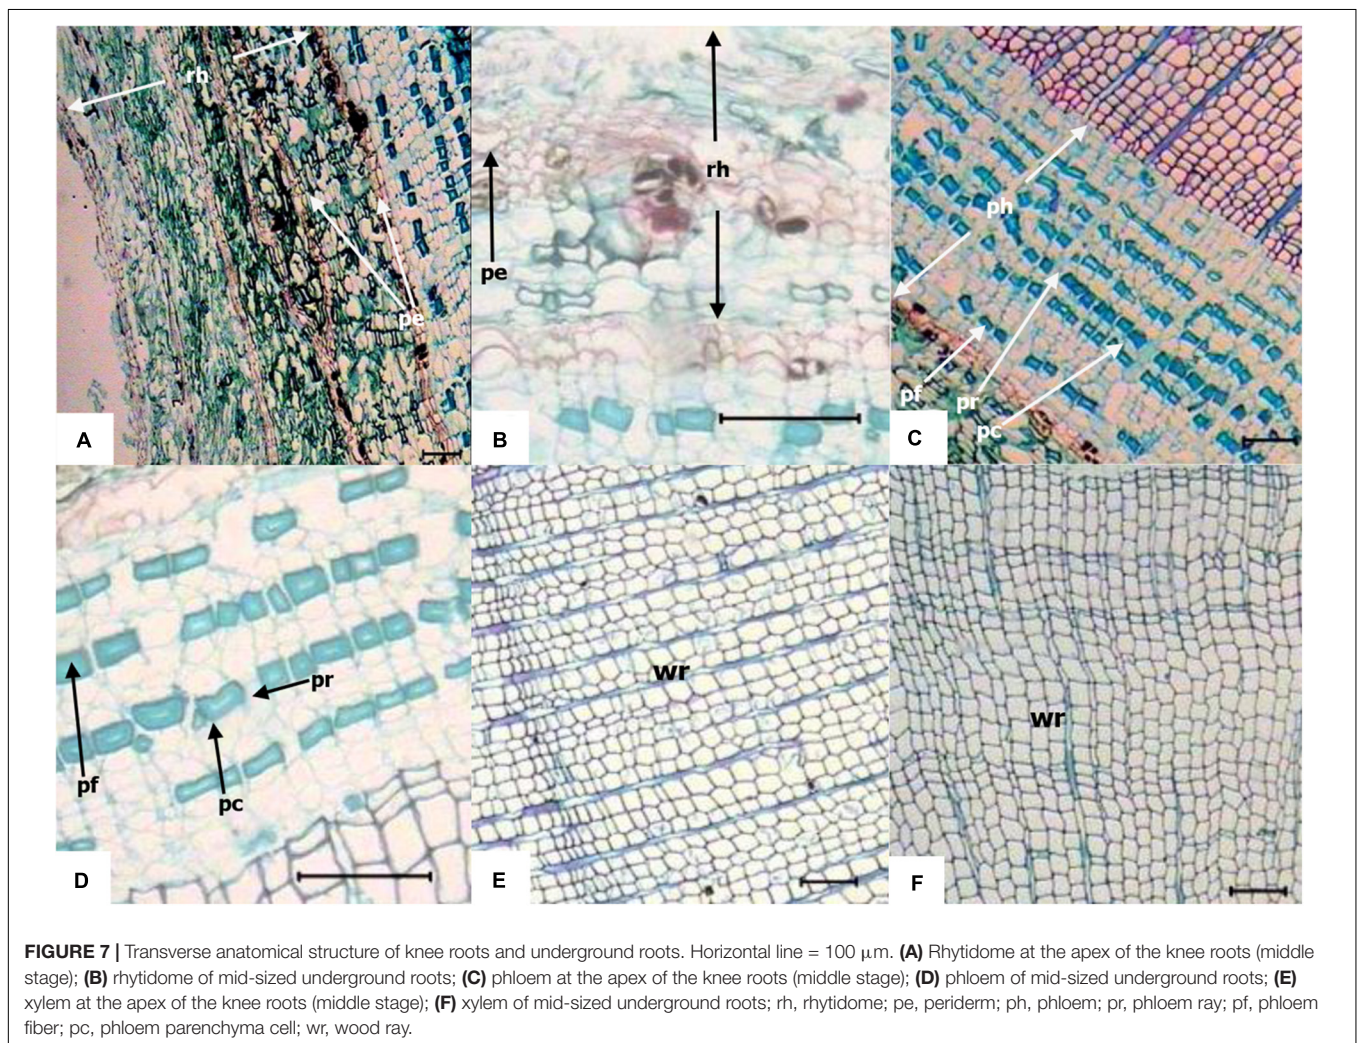 rh
pe
A
rh
pe
B
ph
pf
pr
pc
C
pr
pf
pc
D
wr
E
wr
F
FIGURE 7 | Transverse anatomical structure of knee roots and underground roots. Horizontal line = 100 μm. (A) Rhytidome at the apex of the knee roots (middle
stage); (B) rhytidome of mid-sized underground roots; (C) phloem at the apex of the knee roots (middle stage); (D) phloem of mid-sized underground roots; (E)
xylem at the apex of the knee roots (middle stage); (F) xylem of mid-sized underground roots; rh, rhytidome; pe, periderm; ph, phloem; pr, phloem ray; pf, phloem
fiber; pc, phloem parenchyma cell; wr, wood ray.